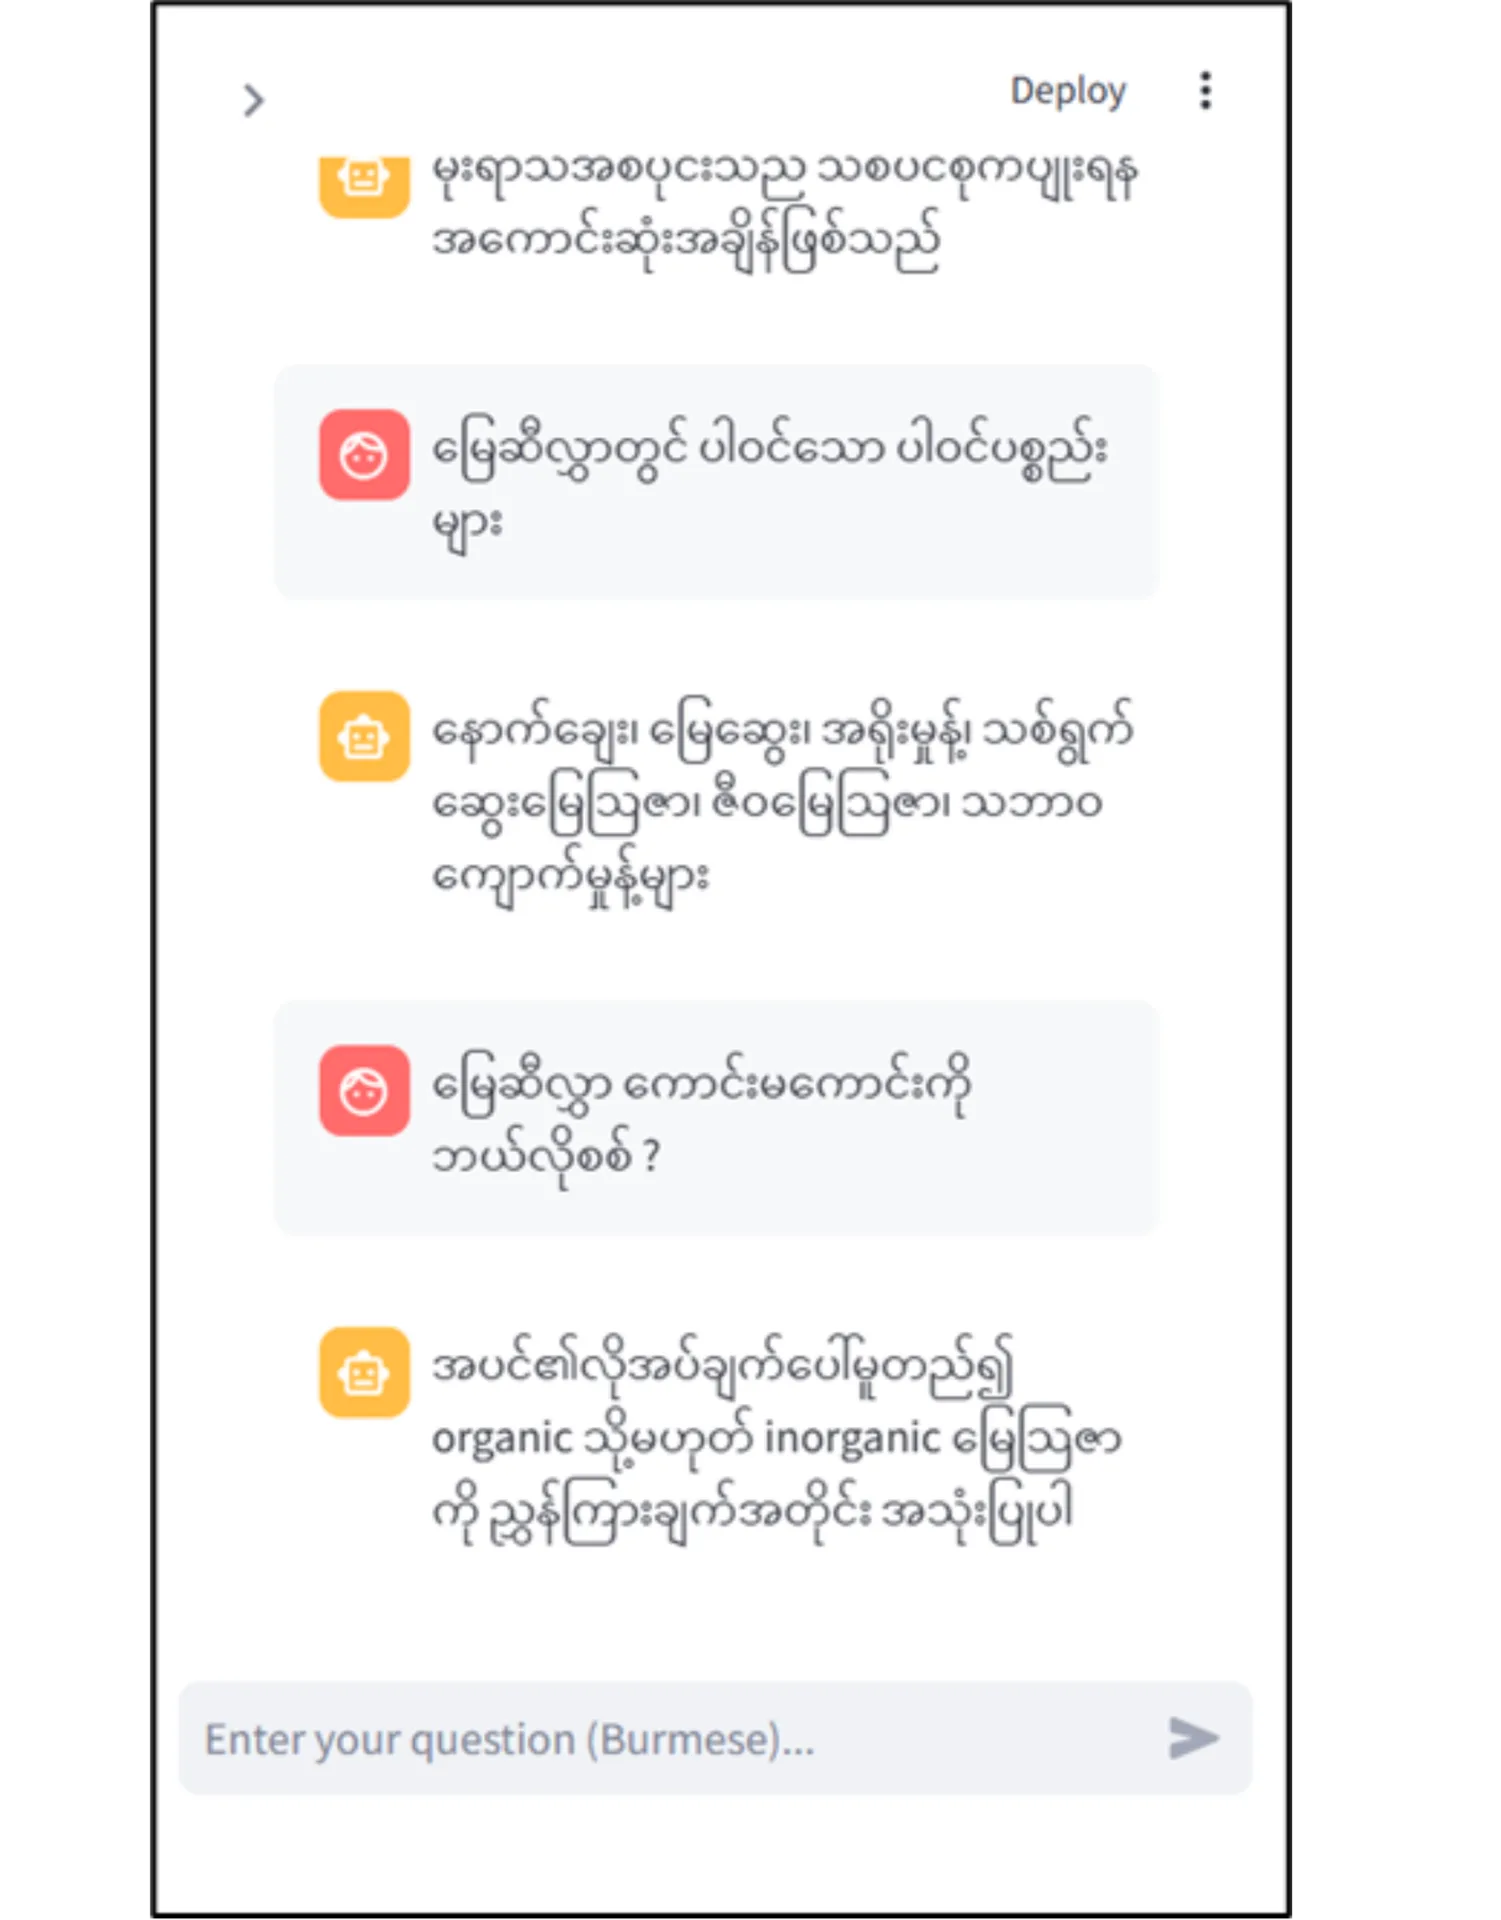 Deploy
မုးရာသအစပုငးသည သစပငစုကပျုးရန
အကောင်းဆုံးအချိန်ဖြစ်သည်
မြေဆီလွှာတွင် ပါဝင်သော ပါဝင်ပစ္စည်း
များ
နောက်ချေး၊ မြေဆွေး၊ အရိုးမှုန့်၊ သစ်ရွက်
ဆွေးမြေဩဇာ၊ ဇီဝမြေဩဇာ၊ သဘာဝ
ကျောက်မှုန့်များ
မြေဆီလွှာ ကောင်းမကောင်းကို
ဘယ်လိုစစ် ?
အပင်၏လိုအပ်ချက်ပေါ်မူတည်၍
organic သို့မဟုတ် inorganic မြေဩဇာ
ကို ညွှန်ကြားချက်အတိုင်း အသုံးပြုပါ
Enter your question (Burmese)...